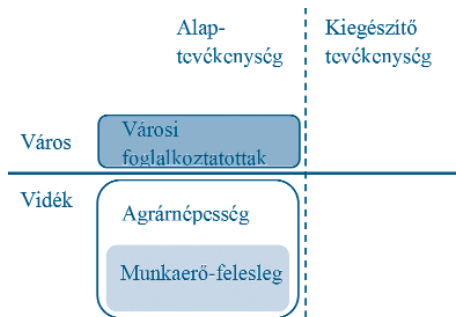 Alap-
tevékenység
Kiegészítő
tevékenység
Város
Városi
foglalkoztatottak
Vidék
Agrárnépesség
Munkaerő-felesleg